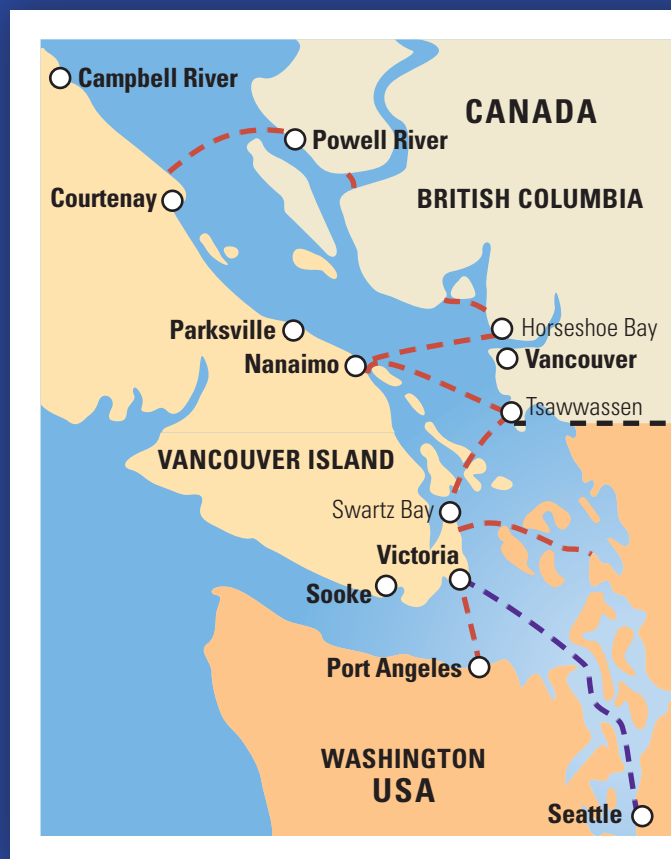 Campbell River
CANADA
Powell River
Courtenay
BRITISH COLUMBIA
Parksville
Horseshoe Bay
Nanaimo
Vancouver
Tsawwassen
VANCOUVER ISLAND
Swartz Bay
Victoria
Sooke
Port Angeles
WASHINGTON
USA
Seattle